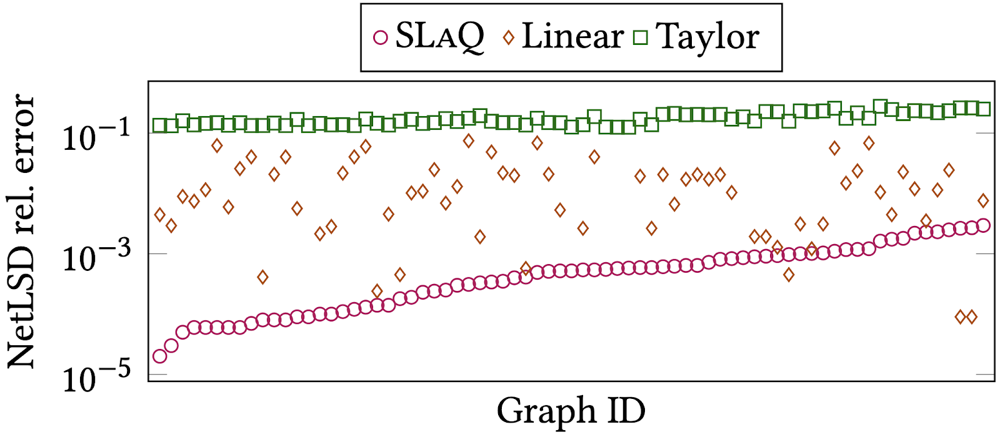 SLaQ Linear Taylor
NetLSD rel. error
10−1
10−3
10−5
Graph ID